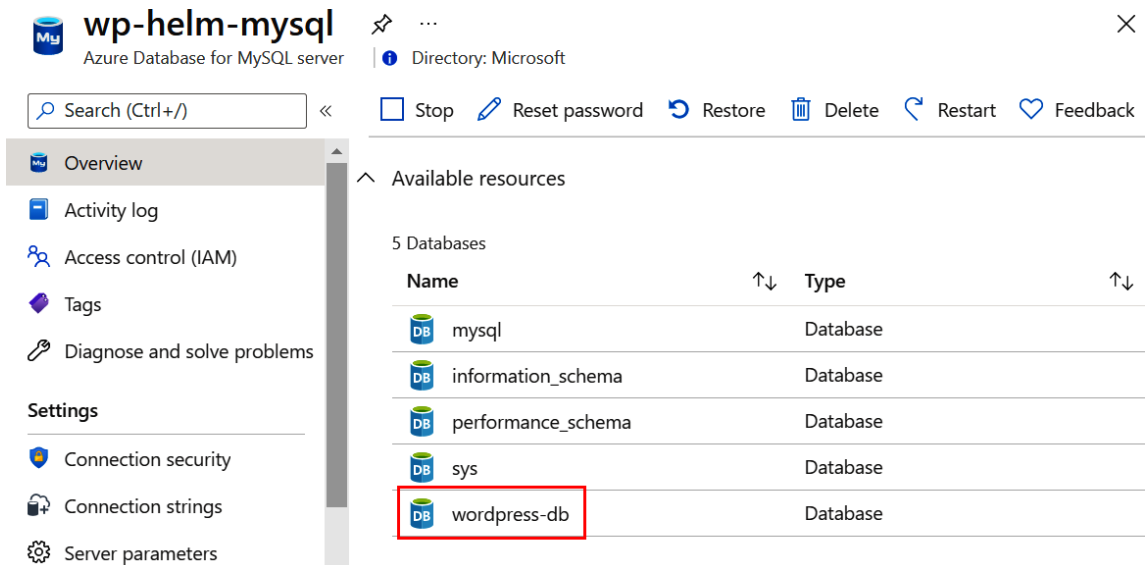 wp-helm-mysql
Azure Database for MySQL server
Directory: Microsoft
Search (Ctrl+/)
Overview
Activity log
Access control (IAM)
Tags
Diagnose and solve problems
Settings
Connection security
Connection strings
Server parameters
Stop Reset password Restore Delete Restart Feedback
Available resources
5 Databases
Name Type
mysql Database
information_schema Database
performance_schema Database
sys Database
wordpress-db Database